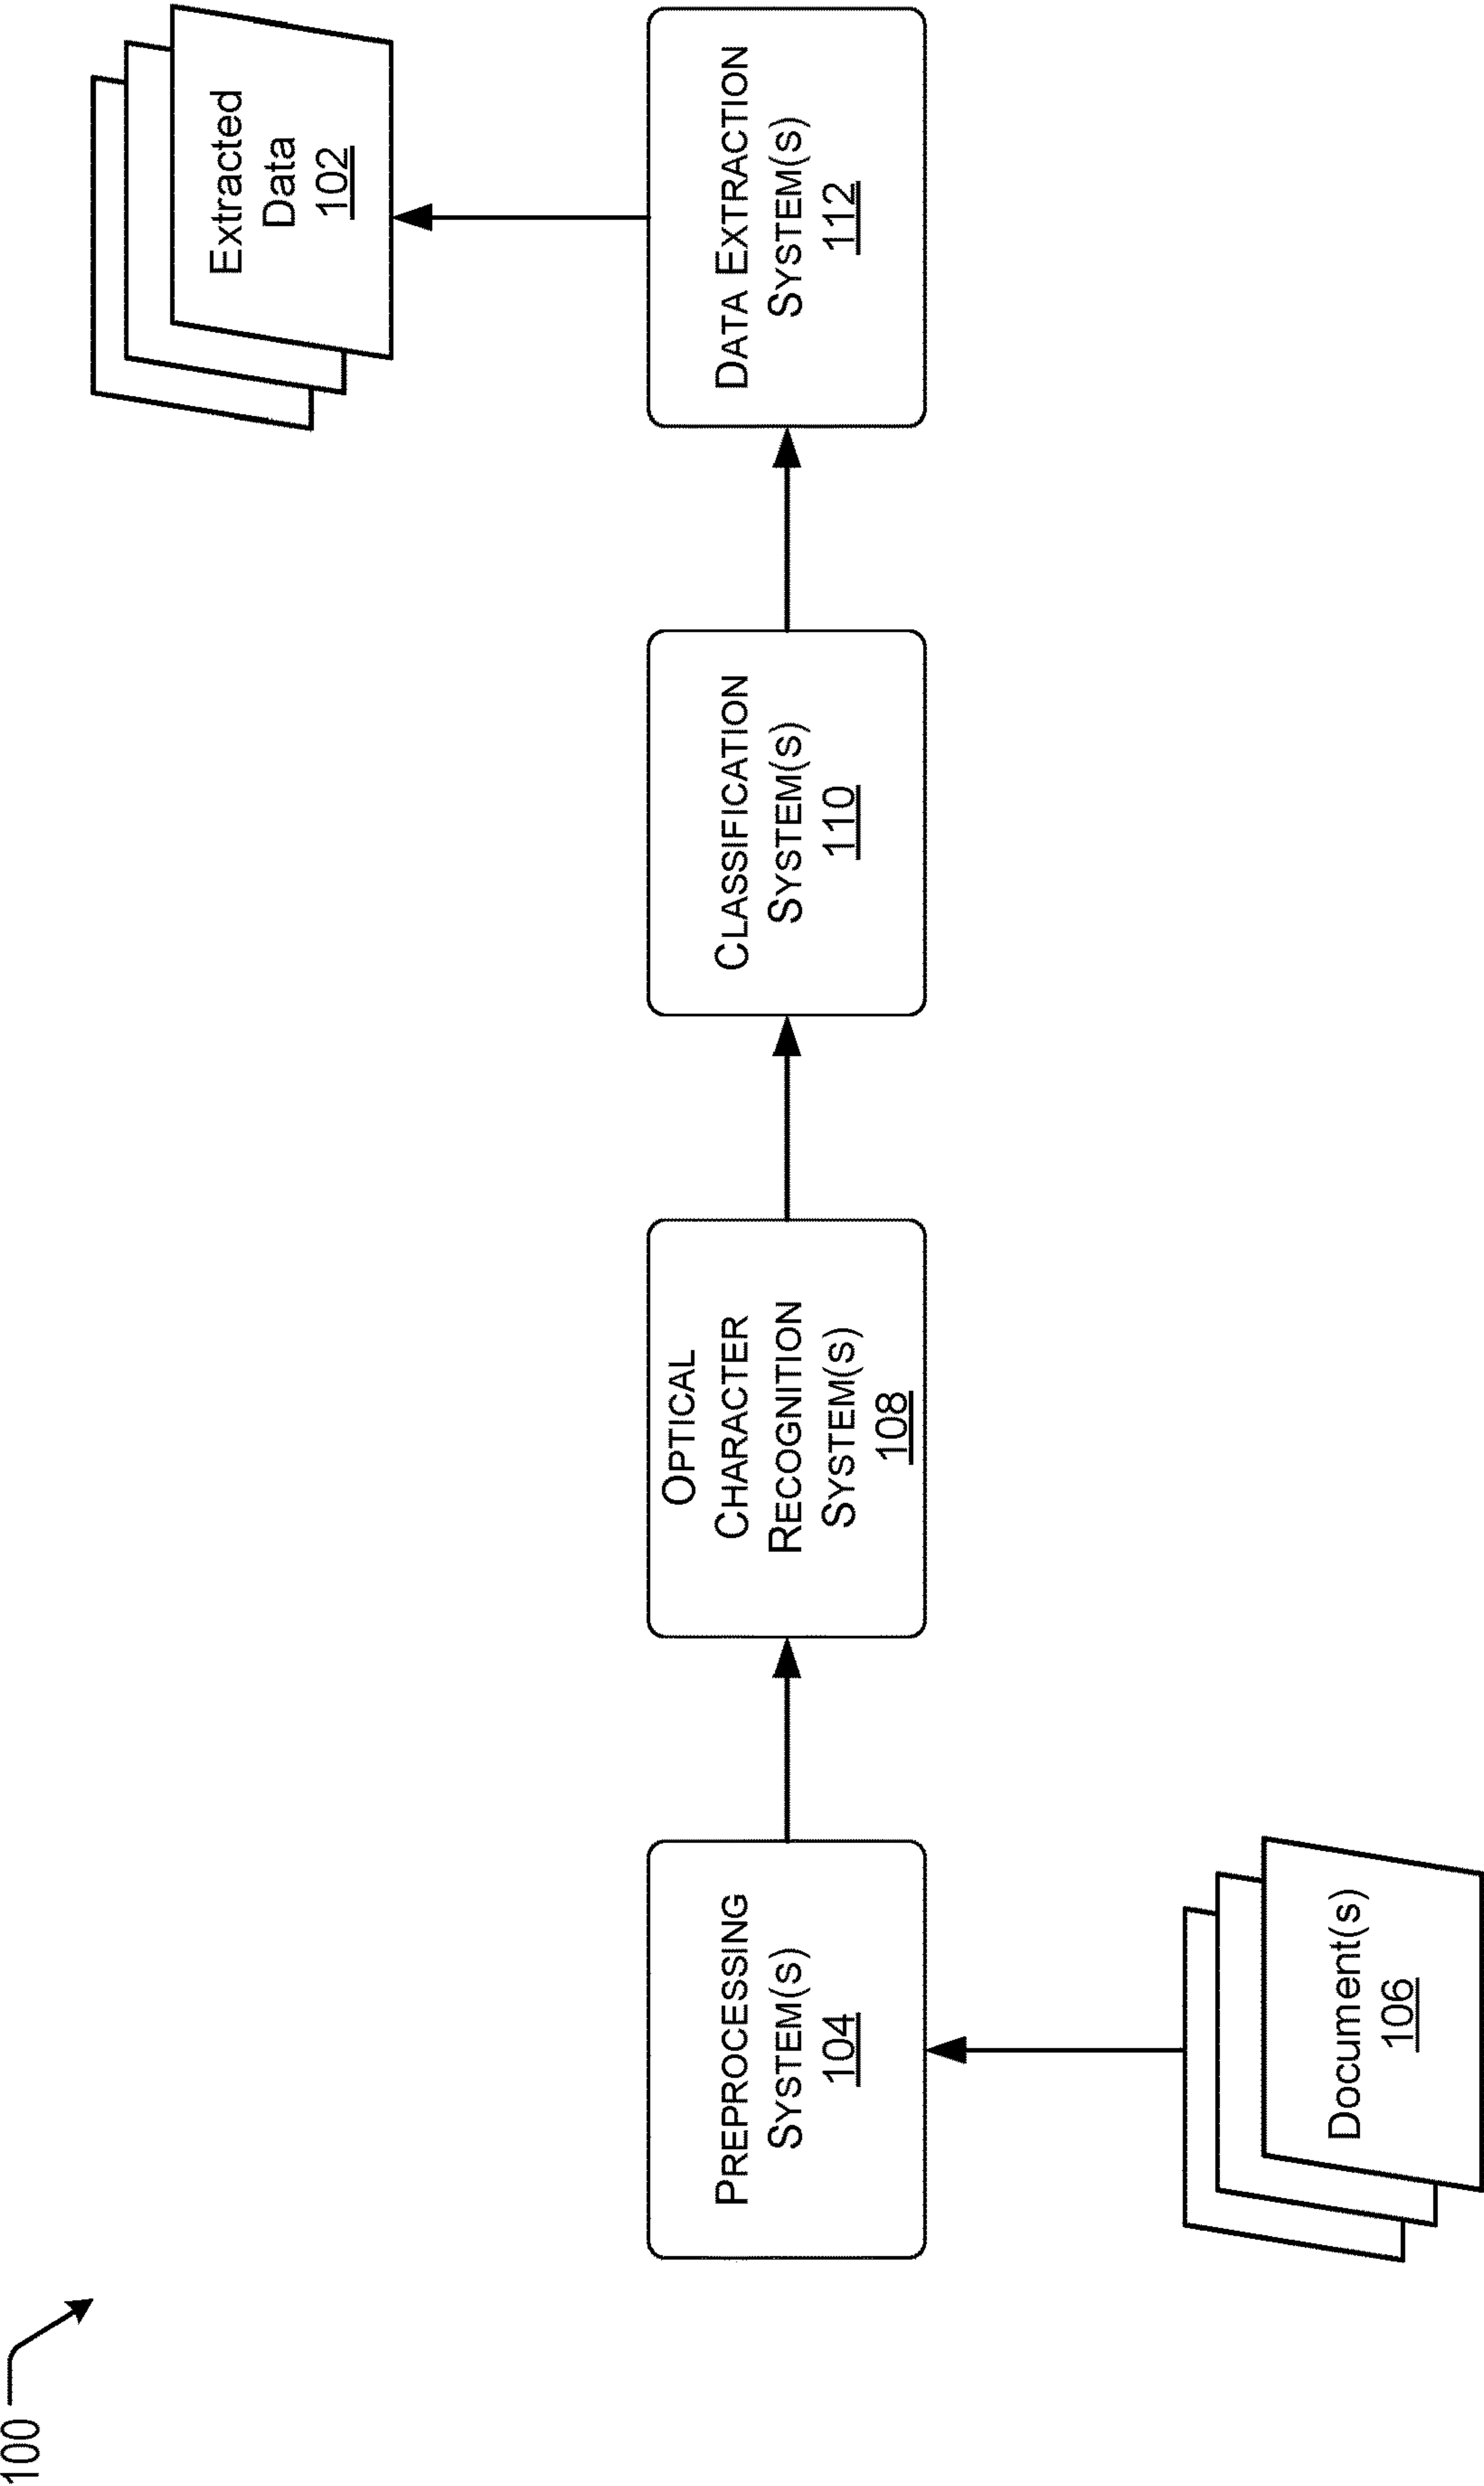 100
Extracted
Data
102
PREPROCESSING
SYSTEM(S)
104
OPTICAL
CHARACTER
RECOGNITION
SYSTEM(S)
108
CLASSIFICATION
SYSTEM(S)
110
DATA EXTRACTION
SYSTEM(S)
112
Document(s)
106